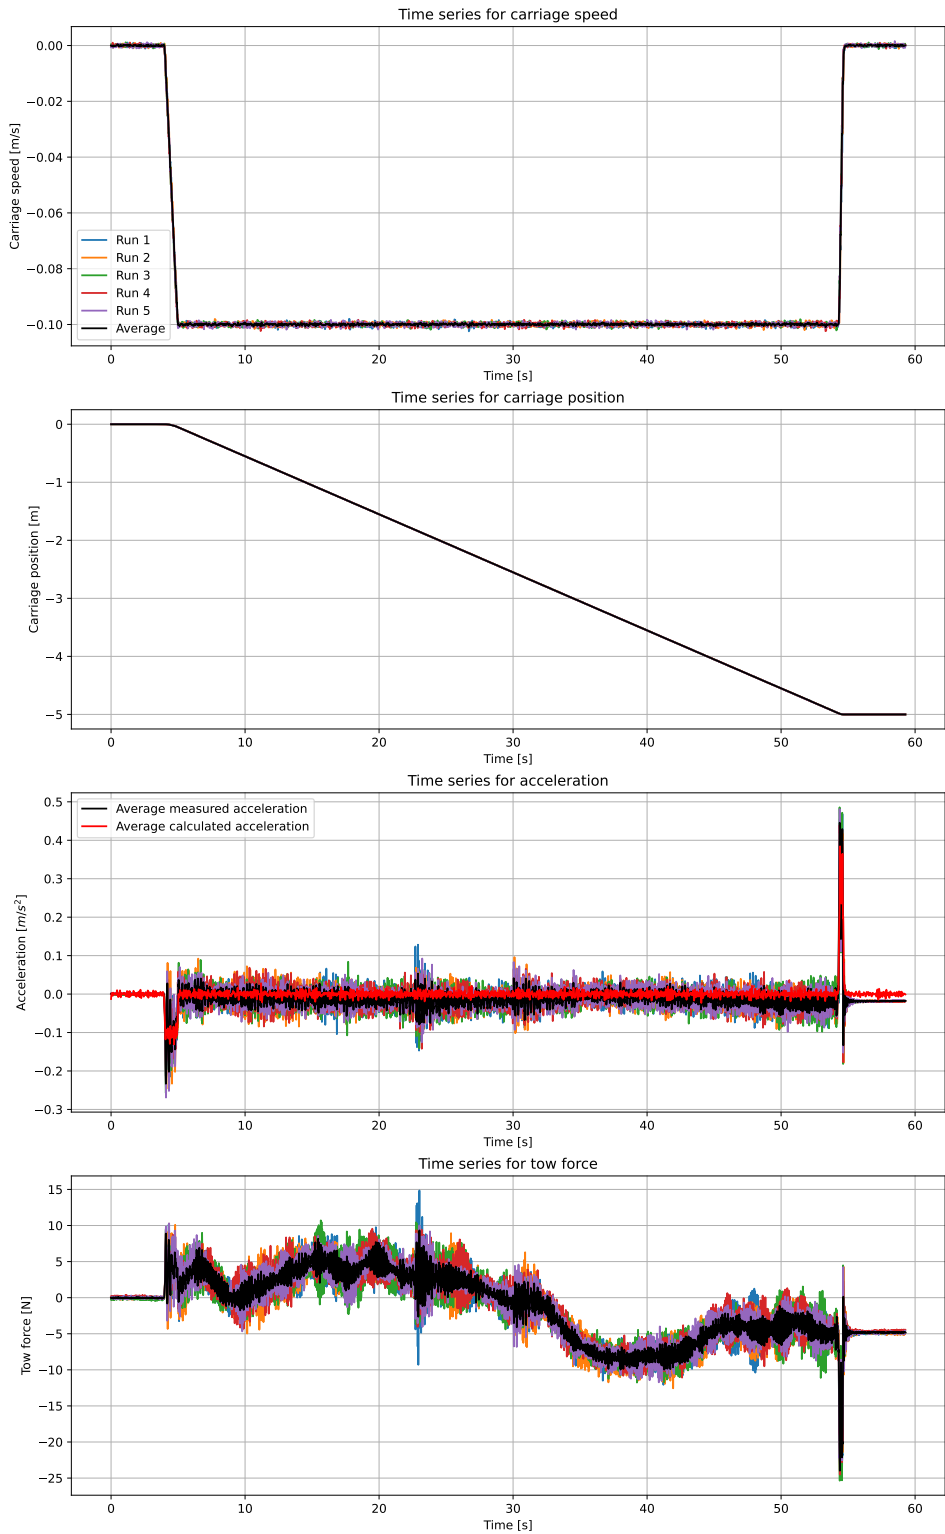 Time series for carriage speed
Carriage speed [m/s]
0.00
−0.02
−0.04
−0.06
−0.08
−0.10
Run 1
Run 2
Run 3
Run 4
Run 5
Average
0 10 20 30 40 50 60
Time [s]
Time series for carriage position
Carriage position [m]
0
−1
−2
−3
−4
−5
0 10 20 30 40 50 60
Time [s]
Time series for acceleration
Acceleration [m/s²]
0.5
0.4
0.3
0.2
0.1
0.0
−0.1
−0.2
−0.3
Average measured acceleration
Average calculated acceleration
0 10 20 30 40 50 60
Time [s]
Time series for tow force
Tow force [N]
15
10
5
0
−5
−10
−15
−20
−25
0 10 20 30 40 50 60
Time [s]